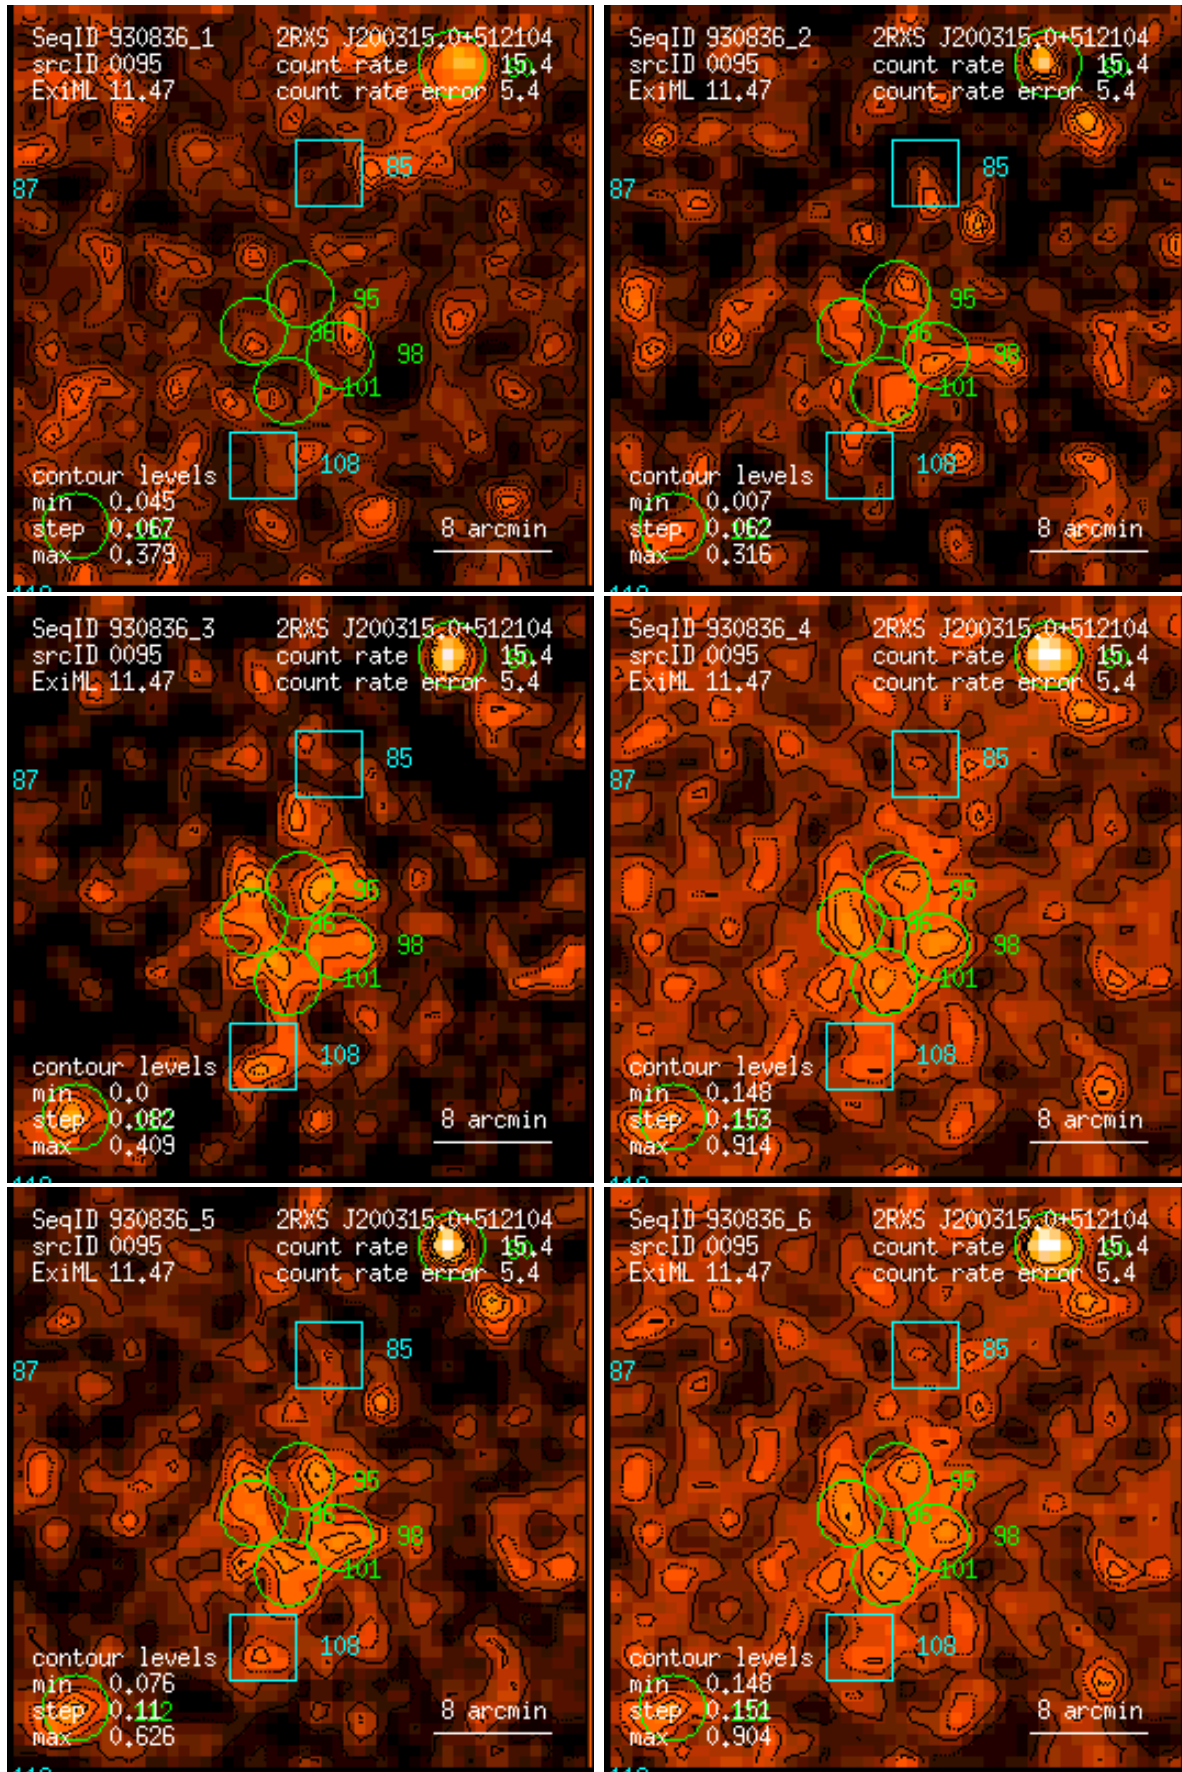 SeqID 930836_1 2RXS J200315.0+512104
srcID 0095 count rate 15.4
ExiML 11.47 count rate error 5.4
85
87
95
96
98
101
108
contour levels
min 0.045
step 0.067
max 0.379
8 arcmin
SeqID 930836_2 2RXS J200315.0+512104
srcID 0095 count rate 15.4
ExiML 11.47 count rate error 5.4
85
87
95
96
98
101
108
contour levels
min 0.007
step 0.062
max 0.316
8 arcmin
SeqID 930836_3 2RXS J200315.0+512104
srcID 0095 count rate 15.4
ExiML 11.47 count rate error 5.4
85
87
95
96
98
101
108
contour levels
min 0.0
step 0.082
max 0.409
8 arcmin
SeqID 930836_4 2RXS J200315.0+512104
srcID 0095 count rate 15.4
ExiML 11.47 count rate error 5.4
85
87
95
96
98
101
108
contour levels
min 0.148
step 0.153
max 0.914
8 arcmin
SeqID 930836_5 2RXS J200315.0+512104
srcID 0095 count rate 15.4
ExiML 11.47 count rate error 5.4
85
87
95
96
98
101
108
contour levels
min 0.076
step 0.11
max 0.626
8 arcmin
SeqID 930836_6 2RXS J200315.0+512104
srcID 0095 count rate 15.4
ExiML 11.47 count rate error 5.4
85
87
95
96
98
101
108
contour levels
min 0.148
step 0.151
max 0.904
8 arcmin